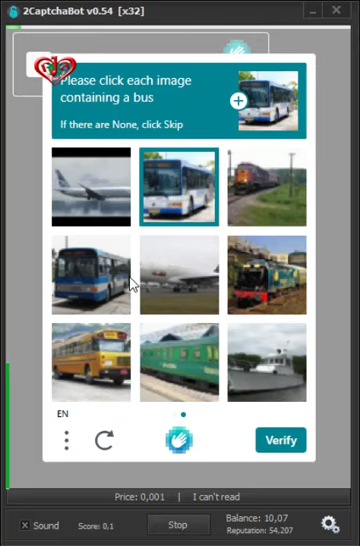 2CaptchaBot v0.54 [x32]
Please click each image
containing a bus
If there are None, click Skip
EN
Verify
Price: 0,001 | I can't read
Sound
Score: 0,1
Stop
Balance: 10,07
Reputation: 54.207